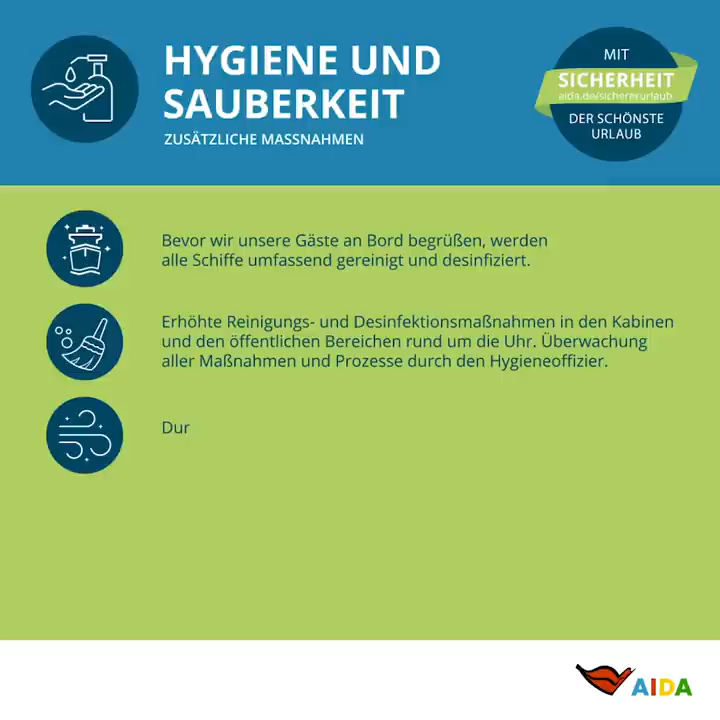 HYGIENE UND
SAUBERKEIT
ZUSÄTZLICHE MASSNAHMEN
MIT
SICHERHEIT
aida.de/sichererurlaub
DER SCHÖNSTE
URLAUB
Bevor wir unsere Gäste an Bord begrüßen, werden
alle Schiffe umfassend gereinigt und desinfiziert.
Erhöhte Reinigungs- und Desinfektionsmaßnahmen in den Kabinen
und den öffentlichen Bereichen rund um die Uhr. Überwachung
aller Maßnahmen und Prozesse durch den Hygieneoffizier.
Dur
AIDA